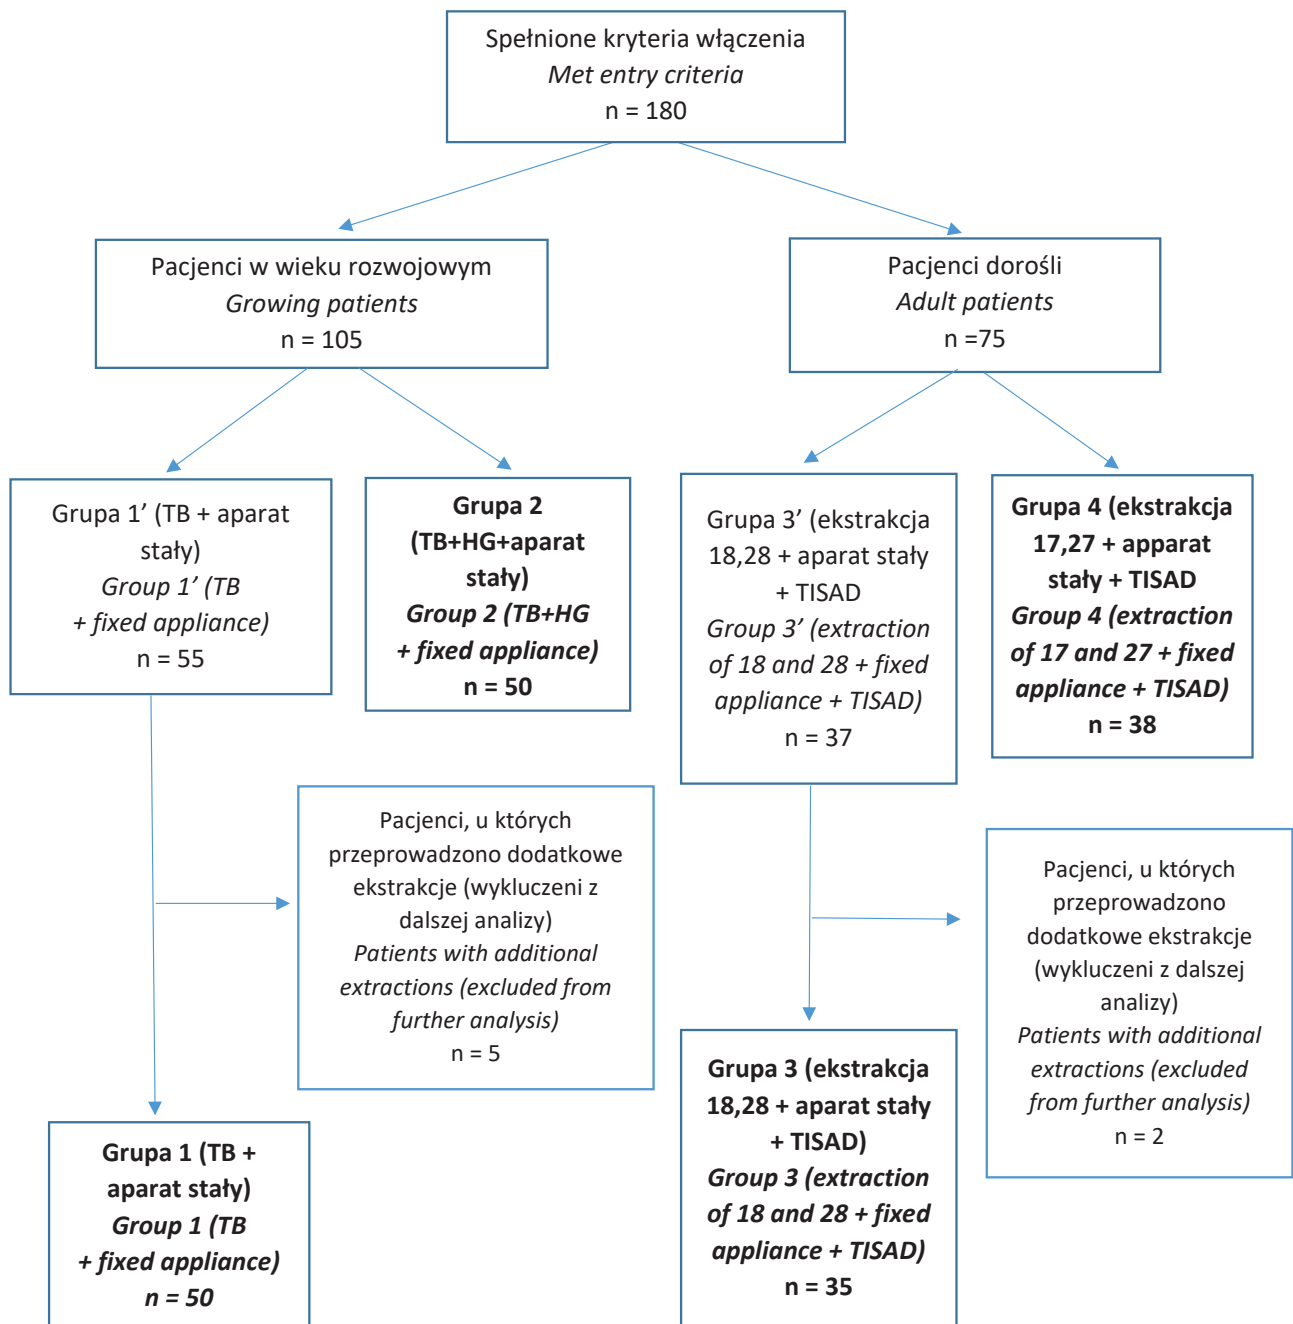 Spełnione kryteria włączenia
Met entry criteria
n = 180
Pacjenci w wieku rozwojowym
Growing patients
n = 105
Pacjenci dorośli
Adult patients
n =75
Grupa 1’ (TB + aparat
stały)
Group 1’ (TB
+ fixed appliance)
n = 55
Grupa 2
(TB+HG+aparat
stały)
Group 2 (TB+HG
+ fixed appliance)
n = 50
Grupa 3’ (ekstrakcja
18,28 + aparat stały
+ TISAD
Group 3’ (extraction
of 18 and 28 + fixed
appliance + TISAD)
n = 37
Grupa 4 (ekstrakcja
17,27 + apparat
stały + TISAD
Group 4 (extraction
of 17 and 27 + fixed
appliance + TISAD)
n = 38
Pacjenci, u których
przeprowadzono dodatkowe
ekstrakcje (wykluczeni z
dalszej analizy)
Patients with additional
extractions (excluded from
further analysis)
n = 5
Pacjenci, u których
przeprowadzono
dodatkowe ekstrakcje
(wykluczeni z dalszej
analizy)
Patients with additional
extractions (excluded
from further analysis)
n = 2
Grupa 1 (TB +
aparat stały)
Group 1 (TB
+ fixed appliance)
n = 50
Grupa 3 (ekstrakcja
18,28 + aparat stały
+ TISAD)
Group 3 (extraction
of 18 and 28 + fixed
appliance + TISAD)
n = 35